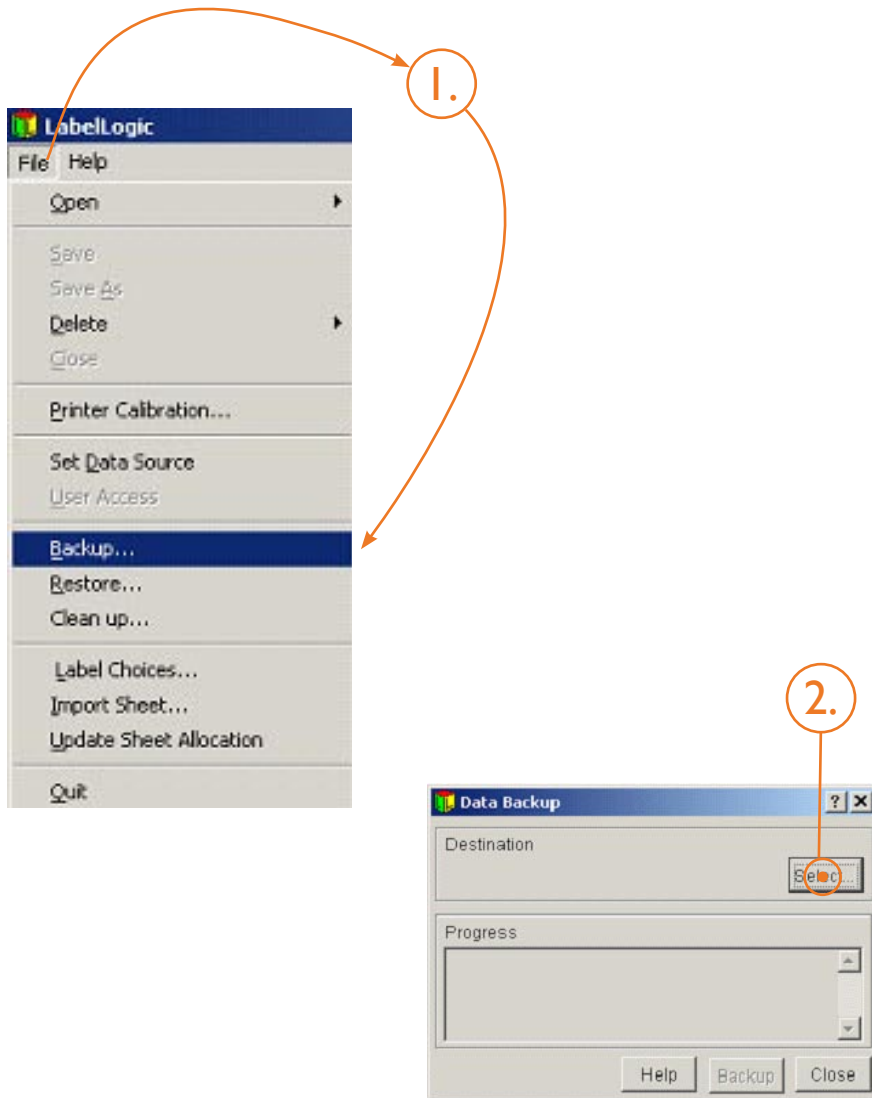 1.
LabelLogic
File Help
Open
Save
Save As
Delete
Close
Printer Calibration...
Set Data Source
User Access
Backup...
Restore...
Clean up...
Label Choices...
Import Sheet...
Update Sheet Allocation
Quit
2.
Data Backup
Destination
Select...
Progress
Help Backup Close